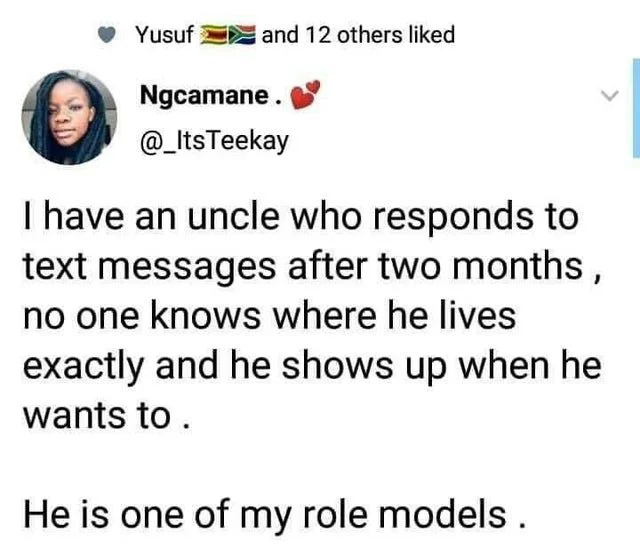 Yusuf 🇿🇼🇿🇦 and 12 others liked
Ngcamane . 💕
@_ItsTeekay
I have an uncle who responds to
text messages after two months ,
no one knows where he lives
exactly and he shows up when he
wants to .
He is one of my role models .